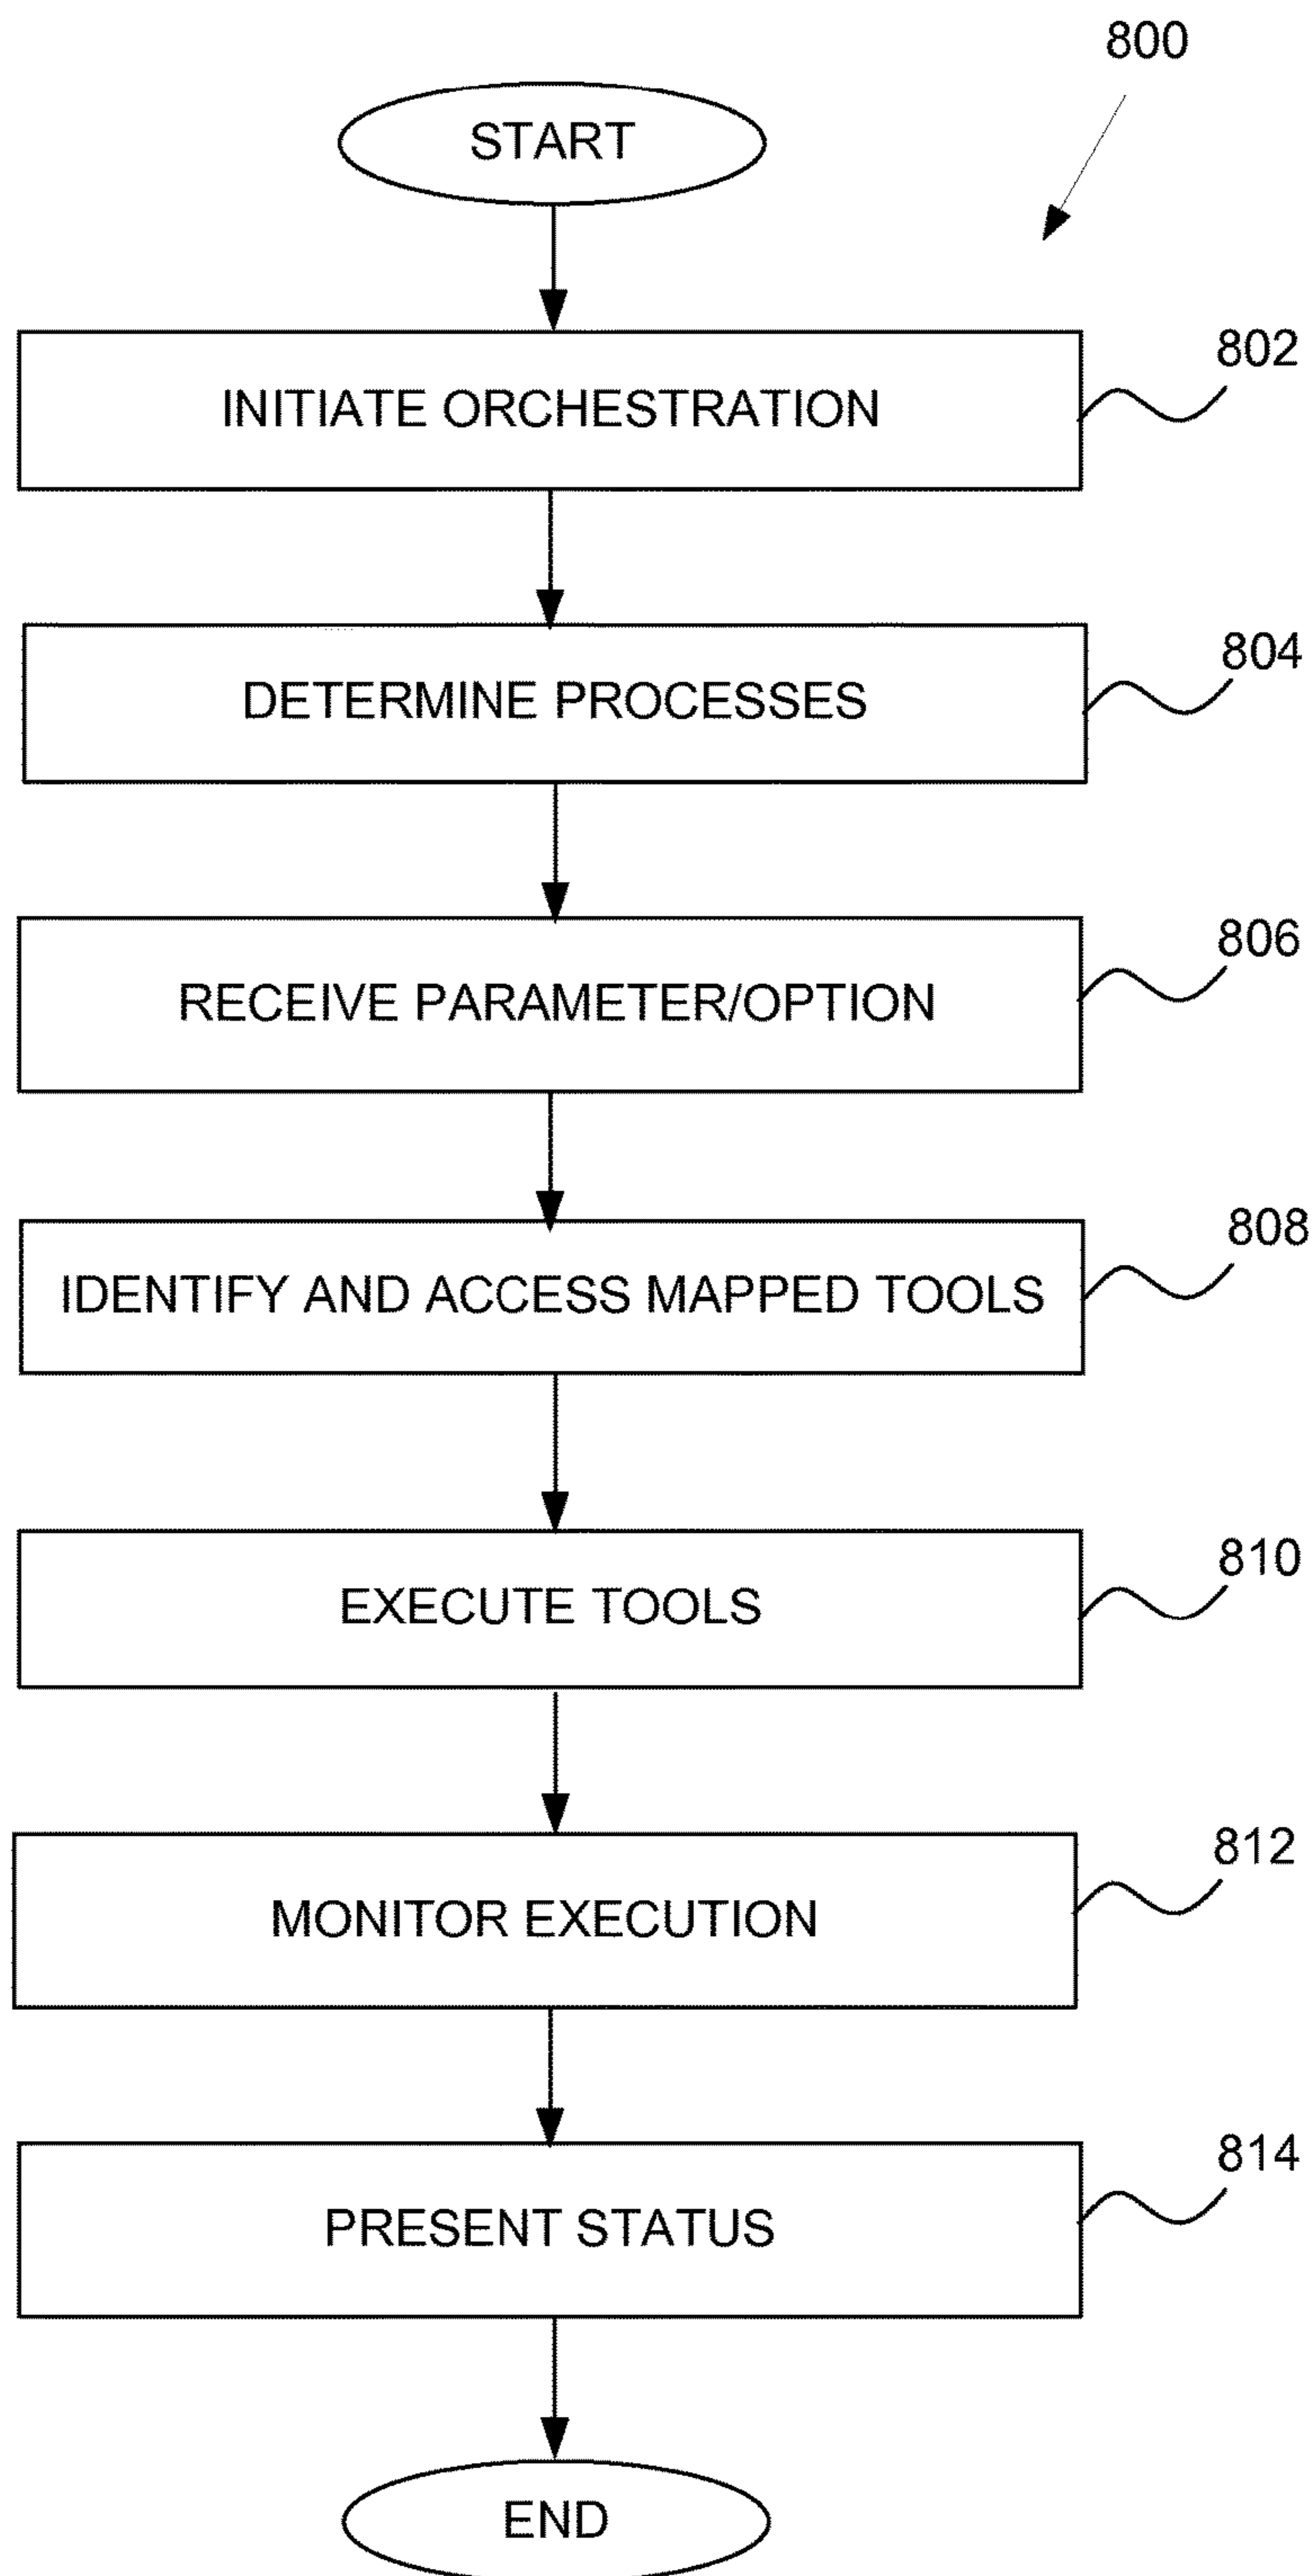 800
START
802
INITIATE ORCHESTRATION
804
DETERMINE PROCESSES
806
RECEIVE PARAMETER/OPTION
808
IDENTIFY AND ACCESS MAPPED TOOLS
810
EXECUTE TOOLS
812
MONITOR EXECUTION
814
PRESENT STATUS
END